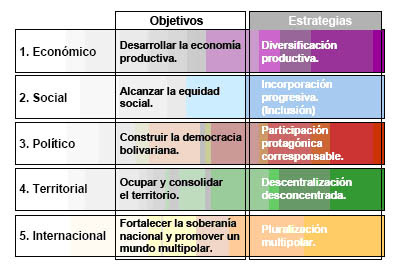 Objetivos Estrategias
1. Económico Desarrollar la economía Diversificación
productiva. productiva.
2. Social Alcanzar la equidad Incorporación
social. progresiva.
(Inclusión)
3. Político Construir la democracia Participación
bolivariana. protagónica
corresponsable.
4. Territorial Ocupar y consolidar Descentralización
el territorio. desconcentrada.
5. Internacional Fortalecer la soberanía Pluralización
nacional y promover un multipolar.
mundo multipolar.